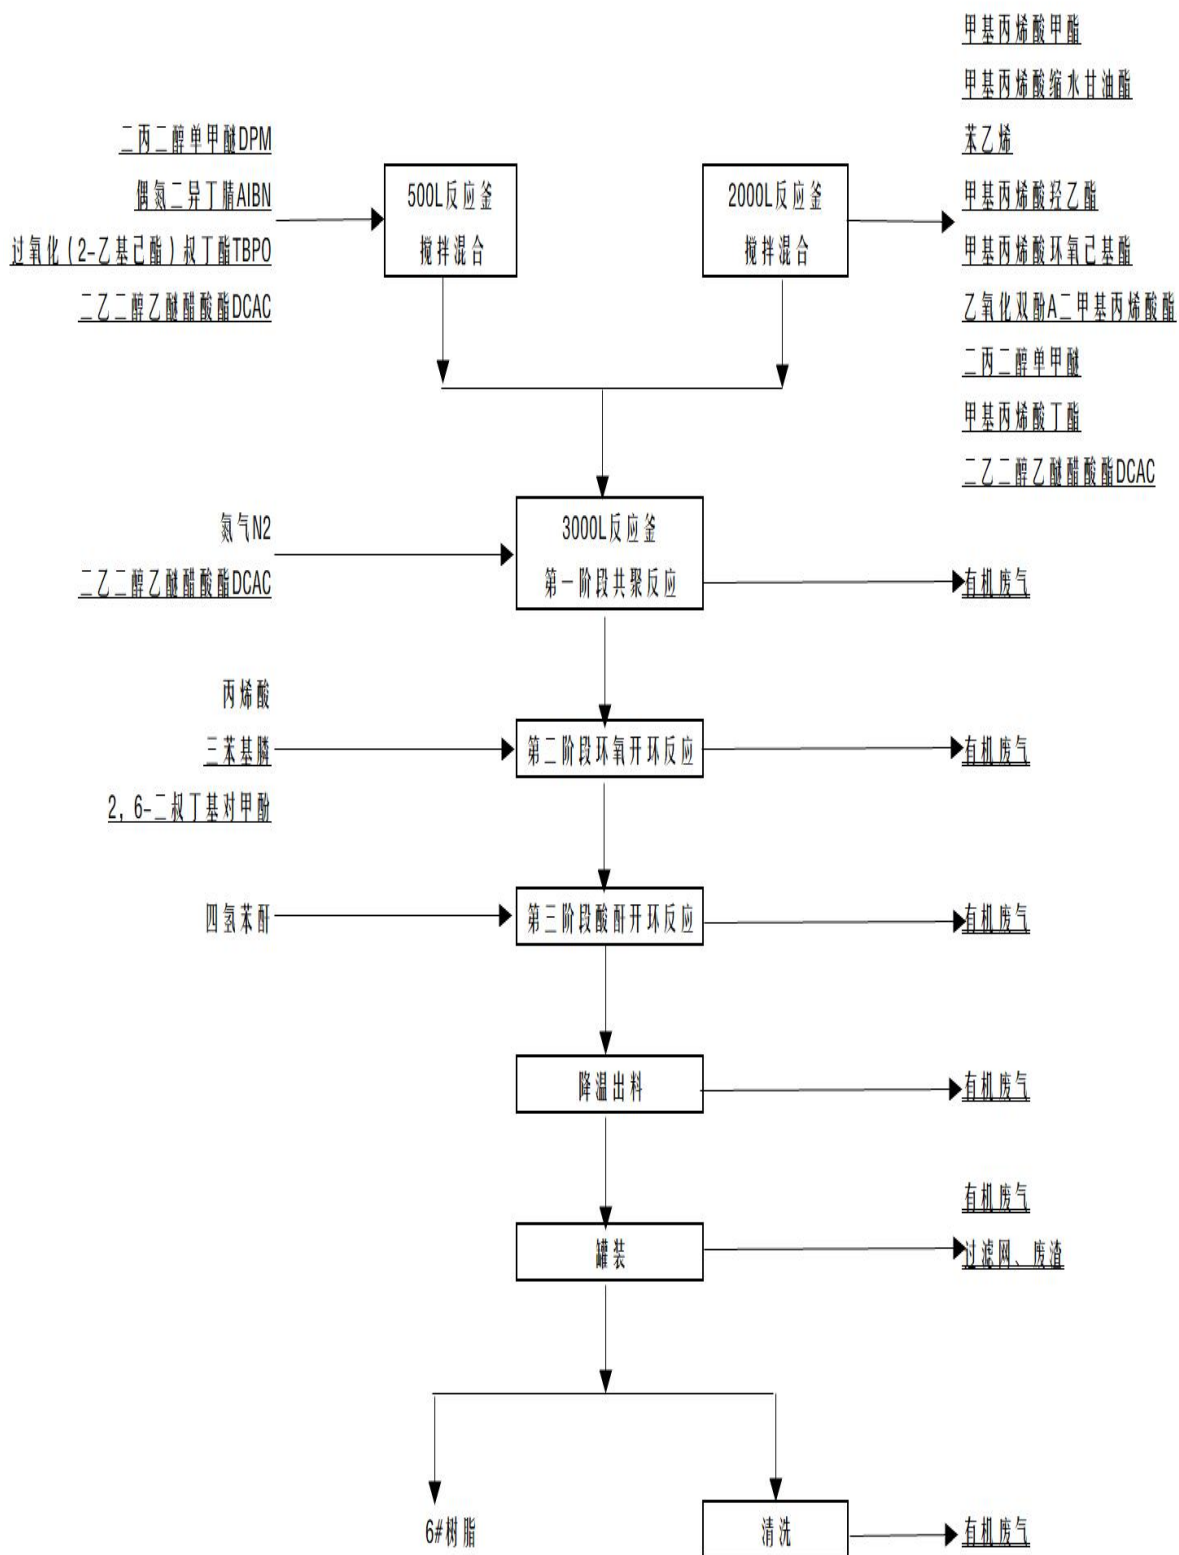 甲基丙烯酸甲酯
甲基丙烯酸缩水甘油酯
苯乙烯
甲基丙烯酸羟乙酯
甲基丙烯酸环氧己基酯
乙氧化双酚A二甲基丙烯酸酯
二丙二醇单甲醚
甲基丙烯酸丁酯
二乙二醇乙醚醋酸酯DCAC
二丙二醇单甲醚DPM
偶氮二异丁腈AIBN
过氧化(2-乙基已酯)叔丁酯TBPO
二乙二醇乙醚醋酸酯DCAC
500L反应釜
搅拌混合
2000L反应釜
搅拌混合
氮气N2
二乙二醇乙醚醋酸酯DCAC
3000L反应釜
第一阶段共聚反应
有机废气
丙烯酸
三苯基膦
2,6-二叔丁基对甲酚
第二阶段环氧开环反应
有机废气
四氢苯酐
第三阶段酸酐开环反应
有机废气
降温出料
有机废气
罐装
有机废气
过滤网、废渣
6#树脂
清洗
有机废气